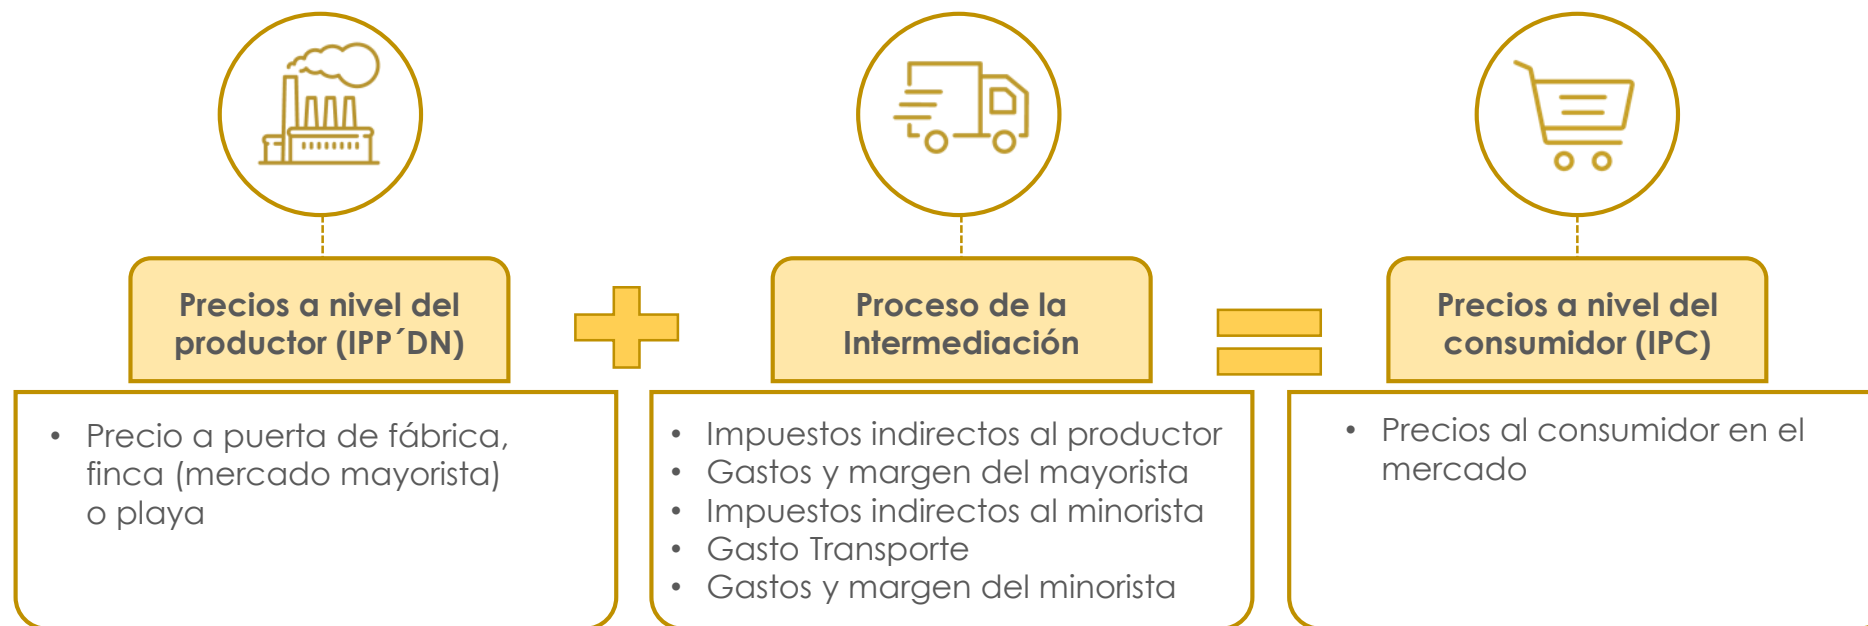 Precios a nivel del
productor (IPP´DN)
• Precio a puerta de fábrica,
finca (mercado mayorista)
o playa
Proceso de la
Intermediación
• Impuestos indirectos al productor
• Gastos y margen del mayorista
• Impuestos indirectos al minorista
• Gasto Transporte
• Gastos y margen del minorista
Precios a nivel del
consumidor (IPC)
• Precios al consumidor en el
mercado